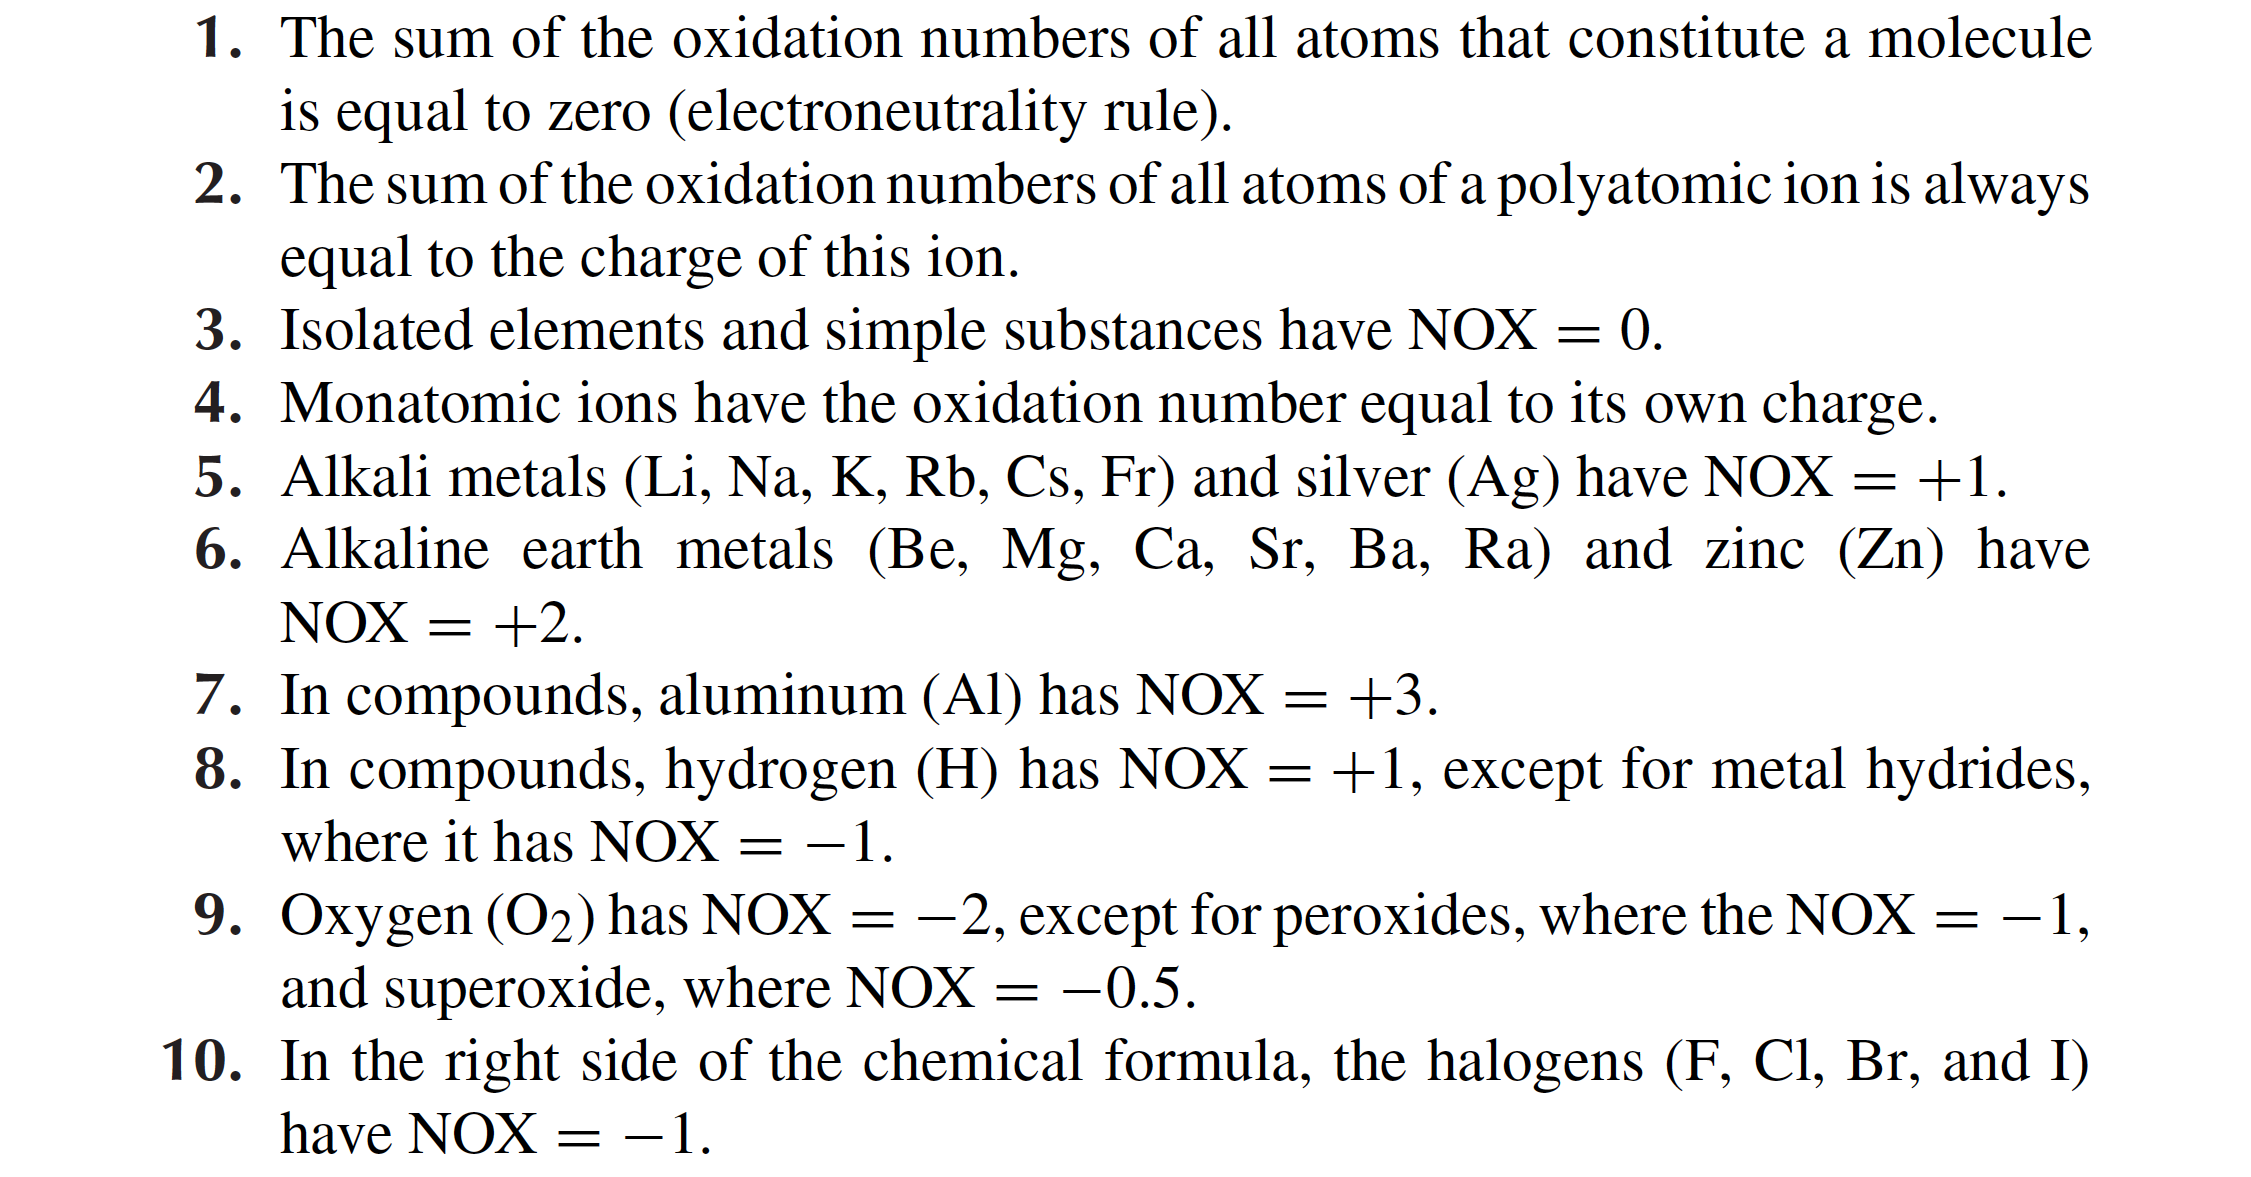 1. The sum of the oxidation numbers of all atoms that constitute a molecule
is equal to zero (electroneutrality rule).
2. The sum of the oxidation numbers of all atoms of a polyatomic ion is always
equal to the charge of this ion.
3. Isolated elements and simple substances have NOX = 0.
4. Monatomic ions have the oxidation number equal to its own charge.
5. Alkali metals (Li, Na, K, Rb, Cs, Fr) and silver (Ag) have NOX = +1.
6. Alkaline earth metals (Be, Mg, Ca, Sr, Ba, Ra) and zinc (Zn) have
NOX = +2.
7. In compounds, aluminum (Al) has NOX = +3.
8. In compounds, hydrogen (H) has NOX = +1, except for metal hydrides,
where it has NOX = −1.
9. Oxygen (O₂) has NOX = −2, except for peroxides, where the NOX = −1,
and superoxide, where NOX = −0.5.
10. In the right side of the chemical formula, the halogens (F, Cl, Br, and I)
have NOX = −1.